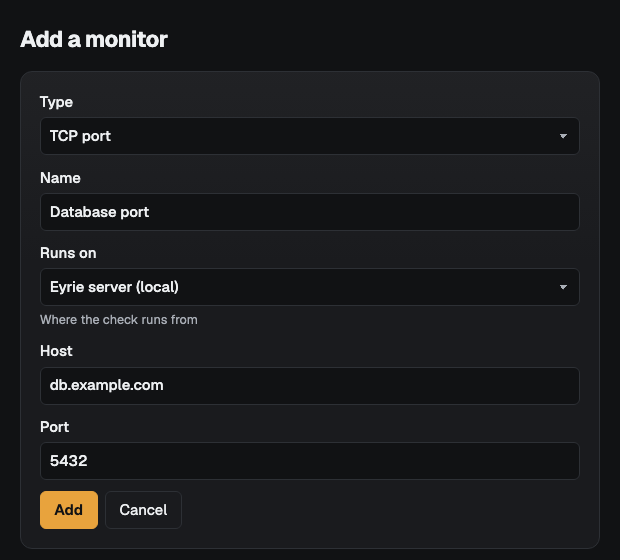 Add a monitor
Type
TCP port
Name
Database port
Runs on
Eyrie server (local)
Where the check runs from
Host
db.example.com
Port
5432
Add
Cancel